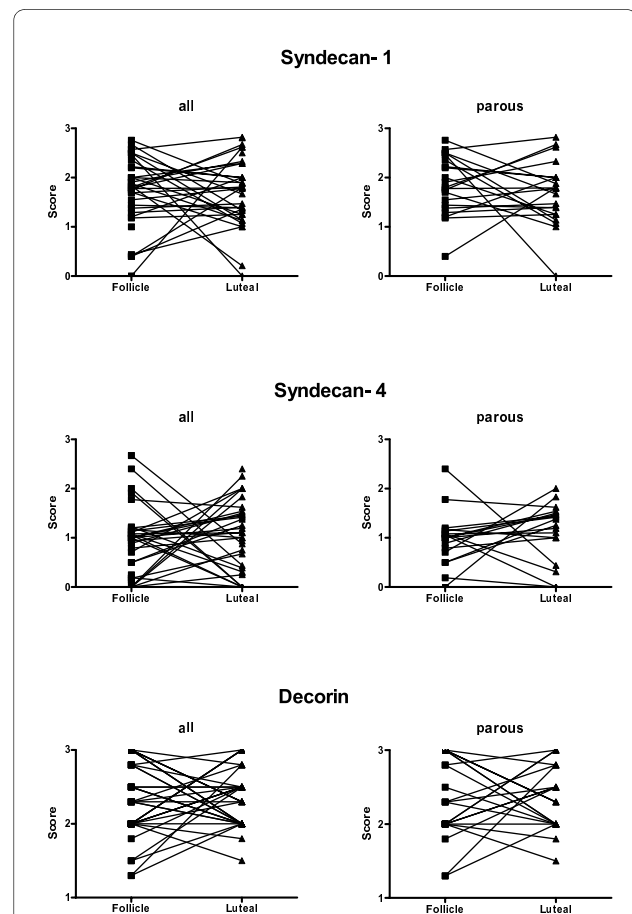 Syndecan- 1
all
parous
3
2
1
0
Score
Follicle
Luteal
3
2
1
0
Score
Follicle
Luteal
Syndecan- 4
all
parous
3
2
1
0
Score
Follicle
Luteal
3
2
1
0
Score
Follicle
Luteal
Decorin
all
parous
3
2
1
Score
Follicle
Luteal
3
2
1
Score
Follicle
Luteal